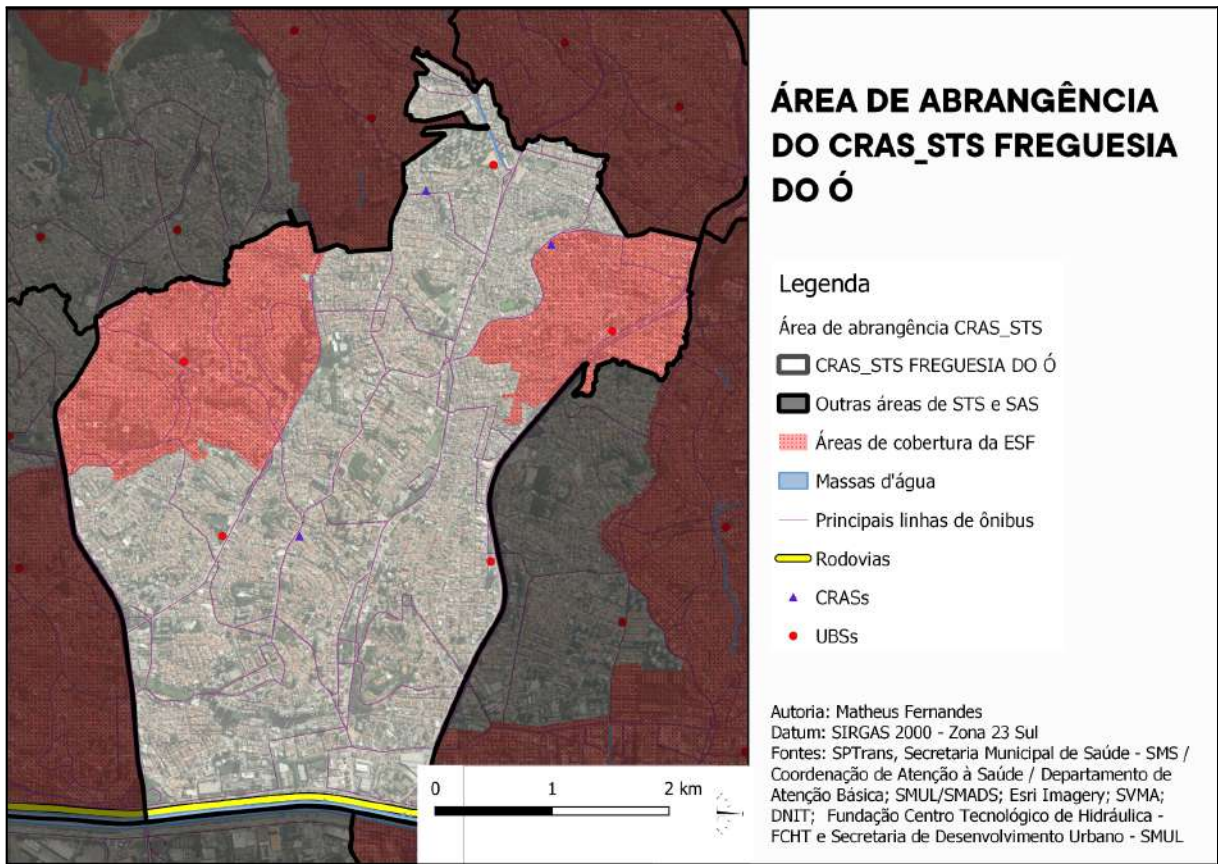 ÁREA DE ABRANGÊNCIA
DO CRAS_STS FREGUESIA
DO Ó
Legenda
Área de abrangência CRAS_STS
CRAS_STS FREGUESIA DO Ó
Outras áreas de STS e SAS
Áreas de cobertura da ESF
Massas d'água
Principais linhas de ônibus
Rodovias
CRASs
UBSs
0 1 2 km
Autoria: Matheus Fernandes
Datum: SIRGAS 2000 - Zona 23 Sul
Fontes: SPTrans, Secretaria Municipal de Saúde - SMS /
Coordenação de Atenção à Saúde / Departamento de
Atenção Básica; SMUL/SMADS; Esri Imagery; SVMA;
DNIT; Fundação Centro Tecnológico de Hidráulica -
FCHT e Secretaria de Desenvolvimento Urbano - SMUL